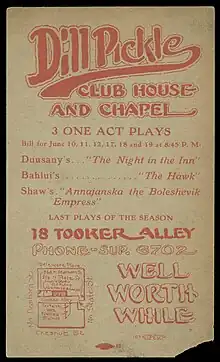 Dill Pickle
CLUB HOUSE
AND CHAPEL
3 ONE ACT PLAYS
Bill for June 10, 11, 12, 17, 18 and 19 at 8.45 P. M.
Dunsany's... "The Night in the Inn"
Bahini's................ "The Hawk"
Shaw's "Annajanska the Boleshevik
Empress"
LAST PLAYS OF THE SEASON
18 TOOKER ALLEY
PHONE-SUP. 6702
WELL
WORTH
WHILE